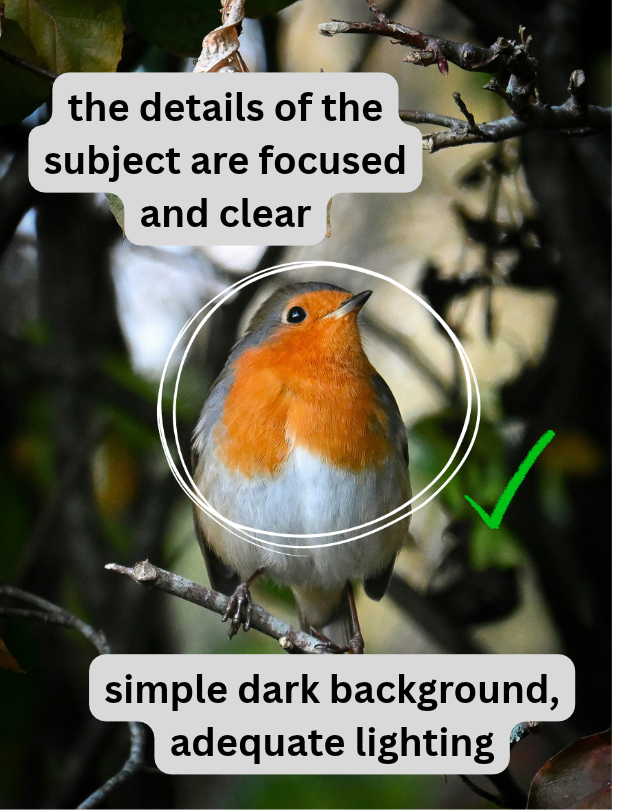 the details of the
subject are focused
and clear
simple dark background,
adequate lighting